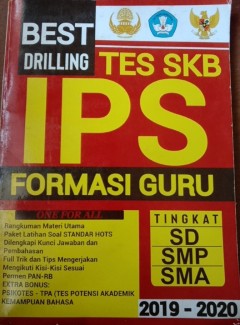 BEST
DRILLING
TES SKB
IPS
FORMASI GURU
ONE FOR ALL
Rangkuman Materi Utama
Paket Latihan Soal STANDAR HOTS
Dilengkapi Kunci Jawaban dan
Pembahasan
Full Trik dan Tips Mengerjakan
Mengikuti Kisi-Kisi Sesuai
Permen PAN-RB
EXTRA BONUS:
PSIKOTES - TPA (TES POTENSI AKADEMIK
KEMAMPUAN BAHASA
TINGKAT
SD
SMP
SMA
2019 - 2020